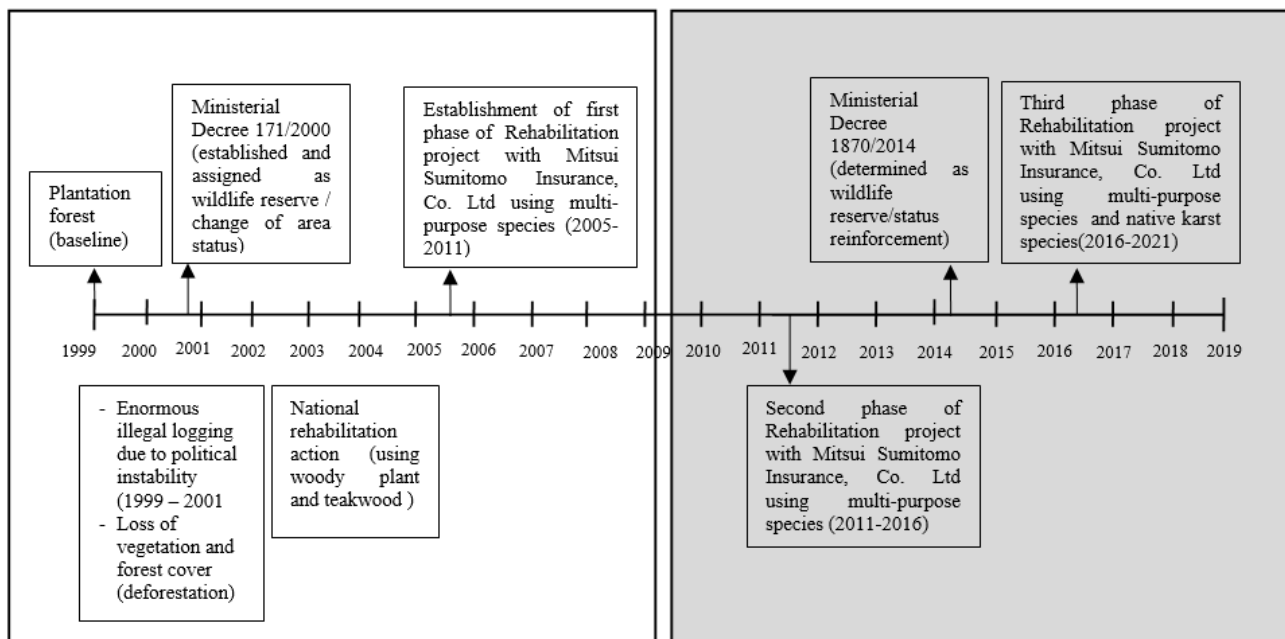 Plantation
forest
(baseline)
Ministerial
Decree 171/2000
(established and
assigned as
wildlife reserve /
change of area
status)
Establishment of first
phase of Rehabilitation
project with Mitsui
Sumitomo Insurance,
Co. Ltd using multi-
purpose species (2005-
2011)
Ministerial
Decree
1870/2014
(determined as
wildlife
reserve/status
reinforcement)
Third phase of
Rehabilitation project
with Mitsui Sumitomo
Insurance, Co. Ltd
using multi-purpose
species and native karst
species(2016-2021)
1999 2000 2001 2002 2003 2004 2005 2006 2007 2008 2009 2010 2011 2012 2013 2014 2015 2016 2017 2018 2019
- Enormous
illegal logging
due to political
instability
(1999 – 2001
- Loss of
vegetation and
forest cover
(deforestation)
National
rehabilitation
action (using
woody plant
and teakwood )
Second phase of
Rehabilitation project
with Mitsui Sumitomo
Insurance, Co. Ltd
using multi-purpose
species (2011-2016)